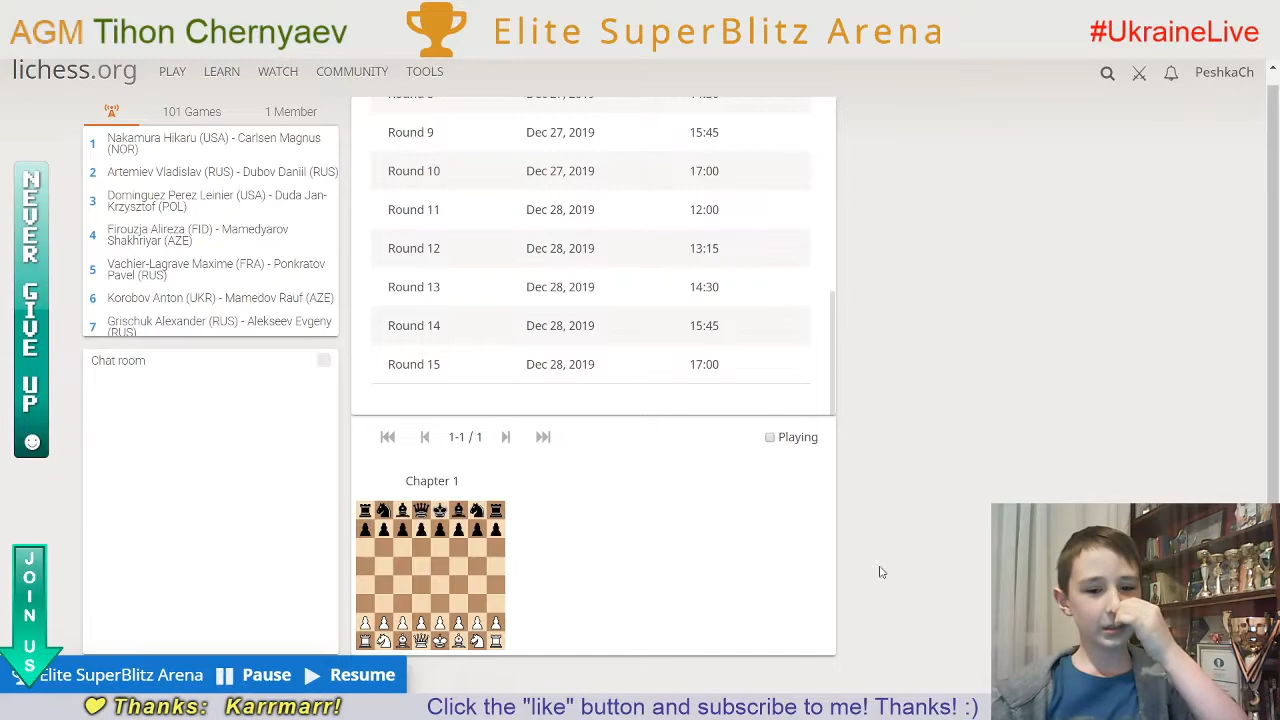 AGM Tihon Chernyaev
Elite SuperBlitz Arena
#UkraineLive
lichess.org
PLAY LEARN WATCH COMMUNITY TOOLS
PeshkaCh
101 Games 1 Member
1 Nakamura Hikaru (USA) - Carlsen Magnus
(NOR)
2 Artemiev Vladislav (RUS) - Dubov Daniil (RUS)
3 Dominguez Perez Leinier (USA) - Duda Jan-
Krzysztof (POL)
4 Firouzja Alireza (FID) - Mamedyarov
Shakhriyar (AZE)
5 Vachier-Lagrave Maxime (FRA) - Ponkratov
Pavel (RUS)
6 Korobov Anton (UKR) - Mamedov Rauf (AZE)
7 Grischuk Alexander (RUS) - Alekseev Evgeny
(RUS)
Chat room
Round 9 Dec 27, 2019 15:45
Round 10 Dec 27, 2019 17:00
Round 11 Dec 28, 2019 12:00
Round 12 Dec 28, 2019 13:15
Round 13 Dec 28, 2019 14:30
Round 14 Dec 28, 2019 15:45
Round 15 Dec 28, 2019 17:00
1-1 / 1
Playing
Chapter 1
NEVER GIVE UP
JOIN US
Elite SuperBlitz Arena Pause Resume
Thanks: Karrmarr!
Click the "like" button and subscribe to me! Thanks! :)